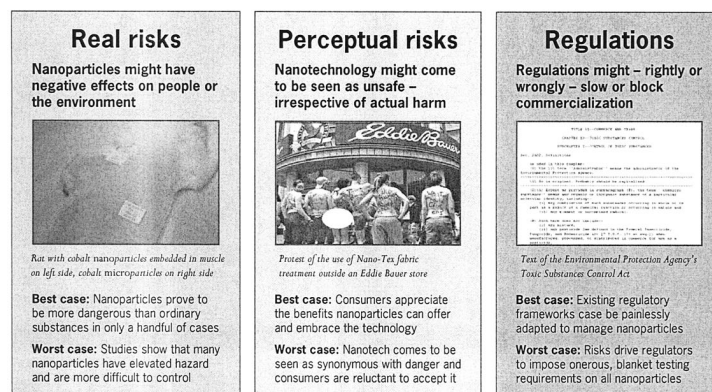 Real risks
Nanoparticles might have
negative effects on people or
the environment
Rat with cobalt nanoparticles embedded in muscle
on left side, cobalt microparticles on right side
Best case: Nanoparticles prove to
be more dangerous than ordinary
substances in only a handful of cases
Worst case: Studies show that many
nanoparticles have elevated hazard
and are more difficult to control
Perceptual risks
Nanotechnology might come
to be seen as unsafe –
irrespective of actual harm
Eddie Bauer
Protest of the use of Nano-Tex fabric
treatment outside an Eddie Bauer store
Best case: Consumers appreciate
the benefits nanoparticles can offer
and embrace the technology
Worst case: Nanotech comes to be
seen as synonymous with danger and
consumers are reluctant to accept it
Regulations
Regulations might – rightly or
wrongly – slow or block
commercialization
Text of the Environmental Protection Agency's
Toxic Substances Control Act
Best case: Existing regulatory
frameworks case be painlessly
adapted to manage nanoparticles
Worst case: Risks drive regulators
to impose onerous, blanket testing
requirements on all nanoparticles